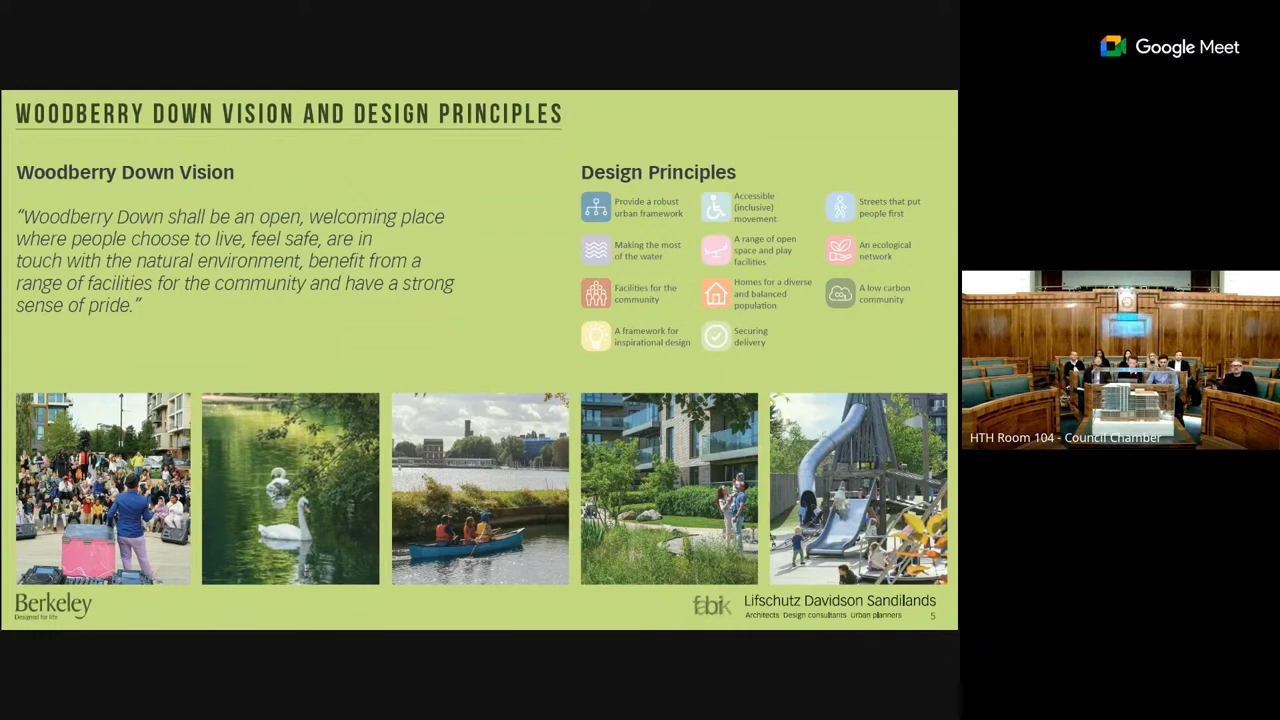 Google Meet
WOODBERRY DOWN VISION AND DESIGN PRINCIPLES
Woodberry Down Vision
“Woodberry Down shall be an open, welcoming place
where people choose to live, feel safe, are in
touch with the natural environment, benefit from a
range of facilities for the community and have a strong
sense of pride.”
Design Principles
Provide a robust
urban framework
Accessible
(inclusive)
movement
Streets that put
people first
Making the most
of the water
A range of open
space and play
facilities
An ecological
network
Facilities for the
community
Homes for a diverse
and balanced
population
A low carbon
community
A framework for
inspirational design
Securing
delivery
HTH Room 104 - Council Chamber
Berkeley
Designed for life
fabik
Lifschutz Davidson Sandilands
Architects Design consultants Urban planners
5